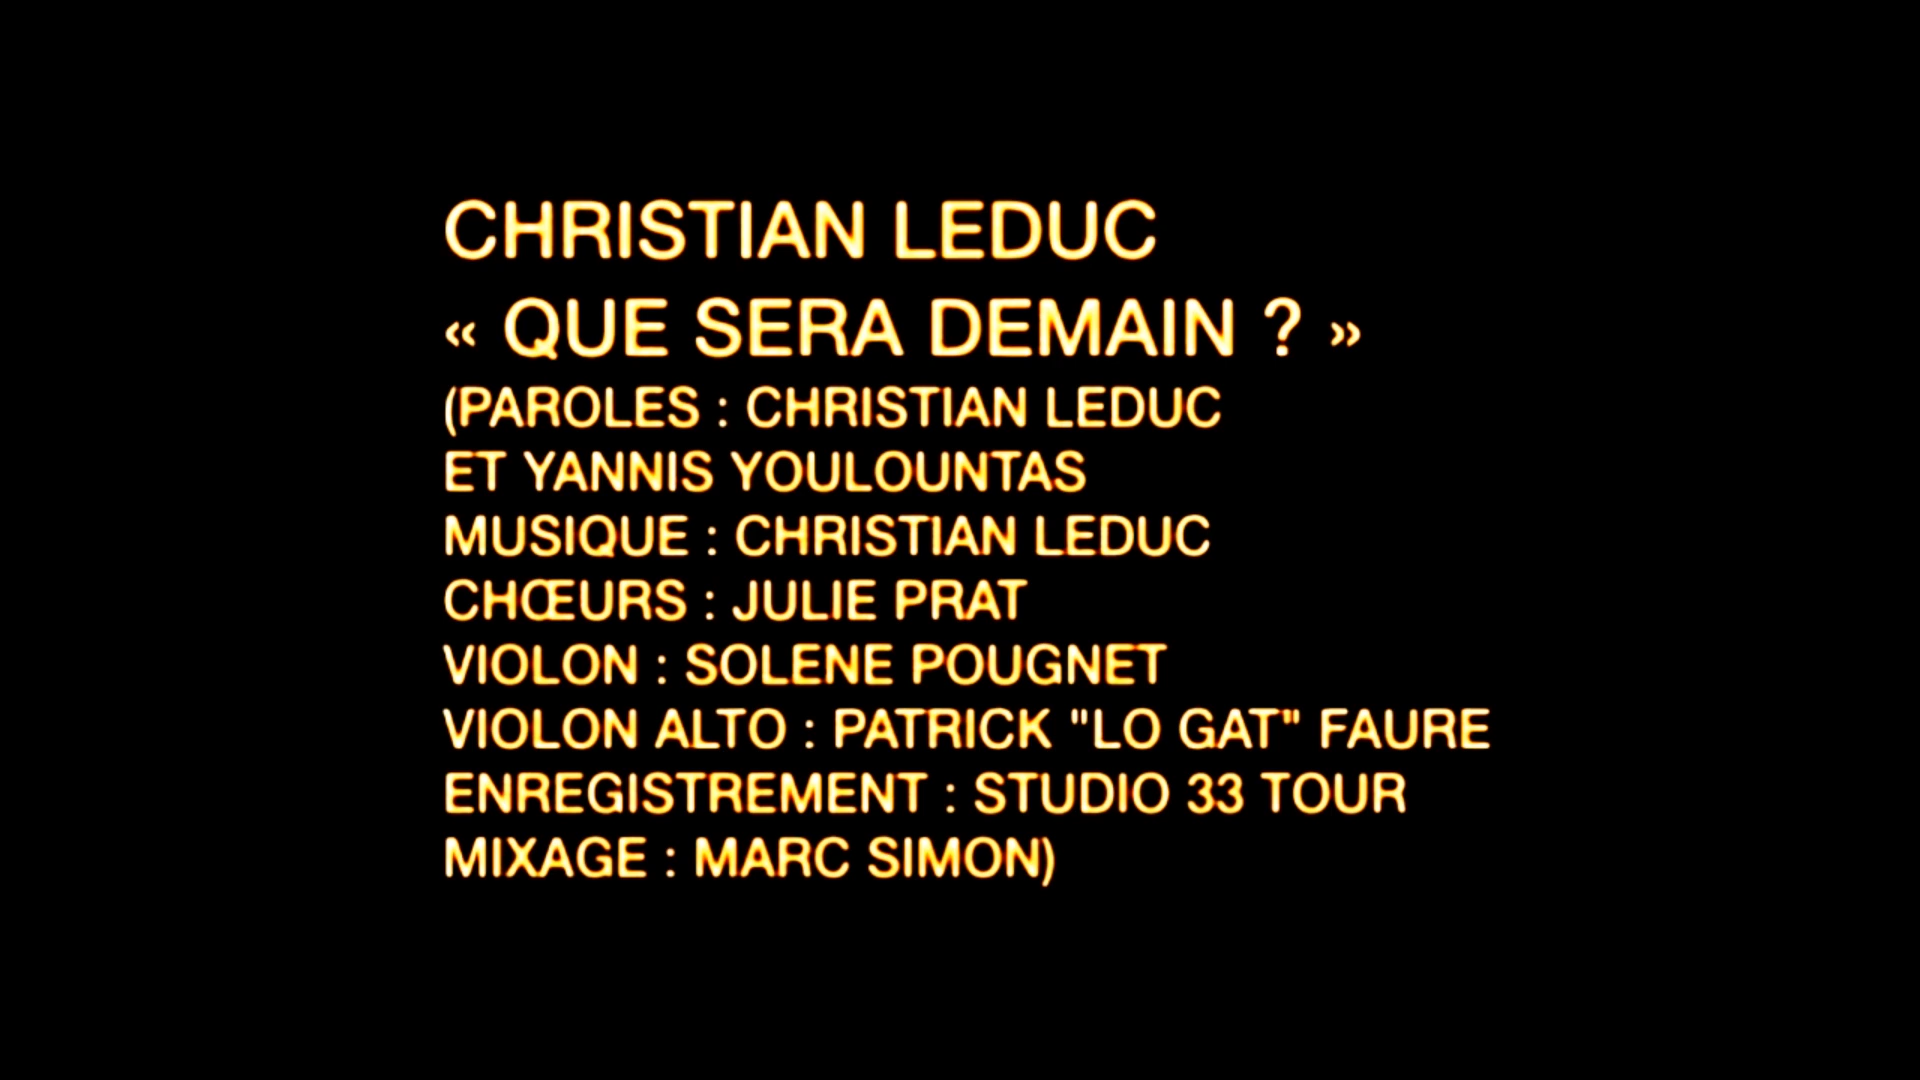 CHRISTIAN LEDUC
« QUE SERA DEMAIN ? »
(PAROLES : CHRISTIAN LEDUC
ET YANNIS YOULOUNTAS
MUSIQUE : CHRISTIAN LEDUC
CHŒURS : JULIE PRAT
VIOLON : SOLENE POUGNET
VIOLON ALTO : PATRICK "LO GAT" FAURE
ENREGISTREMENT : STUDIO 33 TOUR
MIXAGE : MARC SIMON)